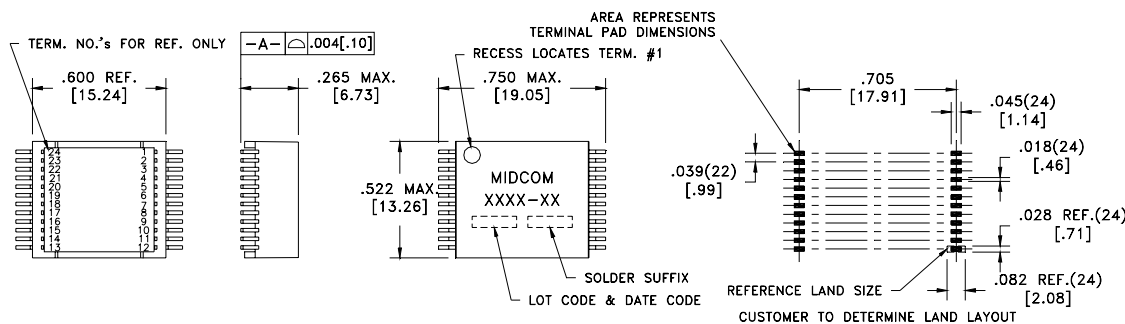 AREA REPRESENTS
TERMINAL PAD DIMENSIONS
TERM. NO.'s FOR REF. ONLY
-A- ⌓ .004[.10]
RECESS LOCATES TERM. #1
.600 REF.
[15.24]
.265 MAX.
[6.73]
.750 MAX.
[19.05]
.705
[17.91]
.045(24)
[1.14]
.018(24)
[.46]
.039(22)
[.99]
.028 REF.(24)
[.71]
.082 REF.(24)
[2.08]
24 1
23 2
22 3
21 4
20 5
19 6
18 7
17 8
16 9
15 10
14 11
13 12
.522 MAX.
[13.26]
MIDCOM
XXXX-XX
SOLDER SUFFIX
LOT CODE & DATE CODE
REFERENCE LAND SIZE
CUSTOMER TO DETERMINE LAND LAYOUT